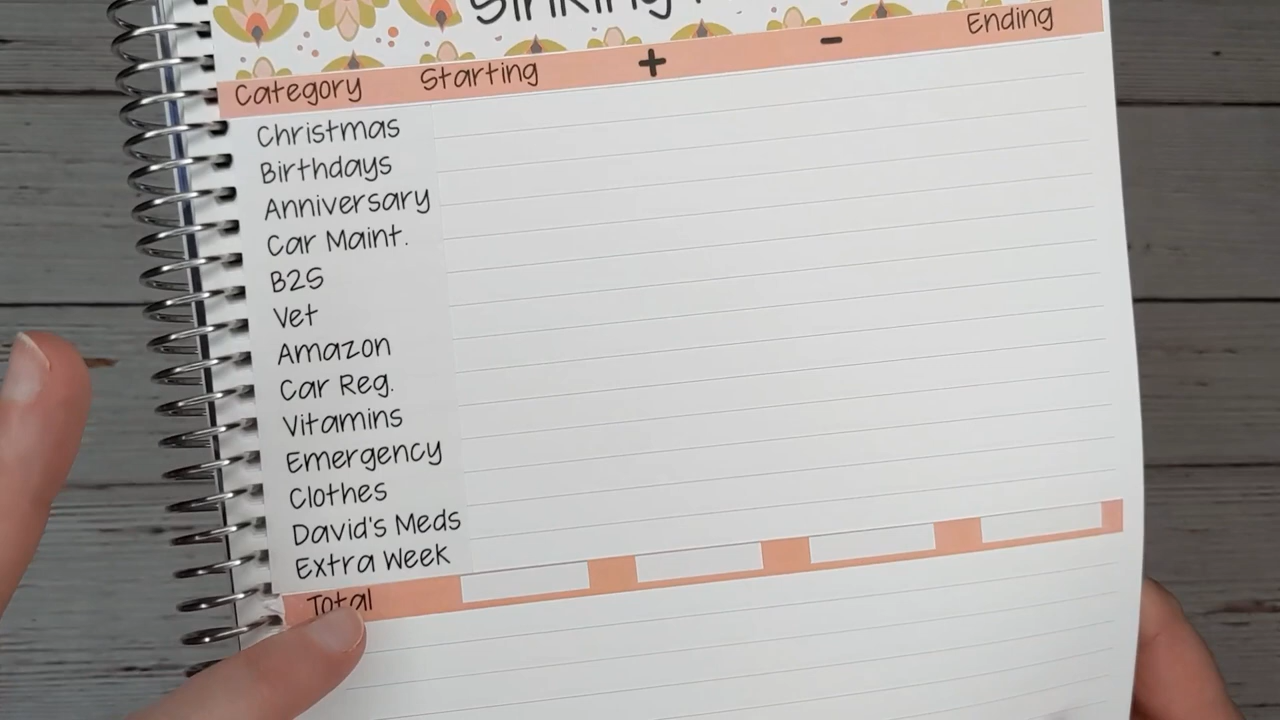 Sinking
Category Starting + - Ending
Christmas
Birthdays
Anniversary
Car Maint.
B2S
Vet
Amazon
Car Reg.
Vitamins
Emergency
Clothes
David's Meds
Extra Week
Total